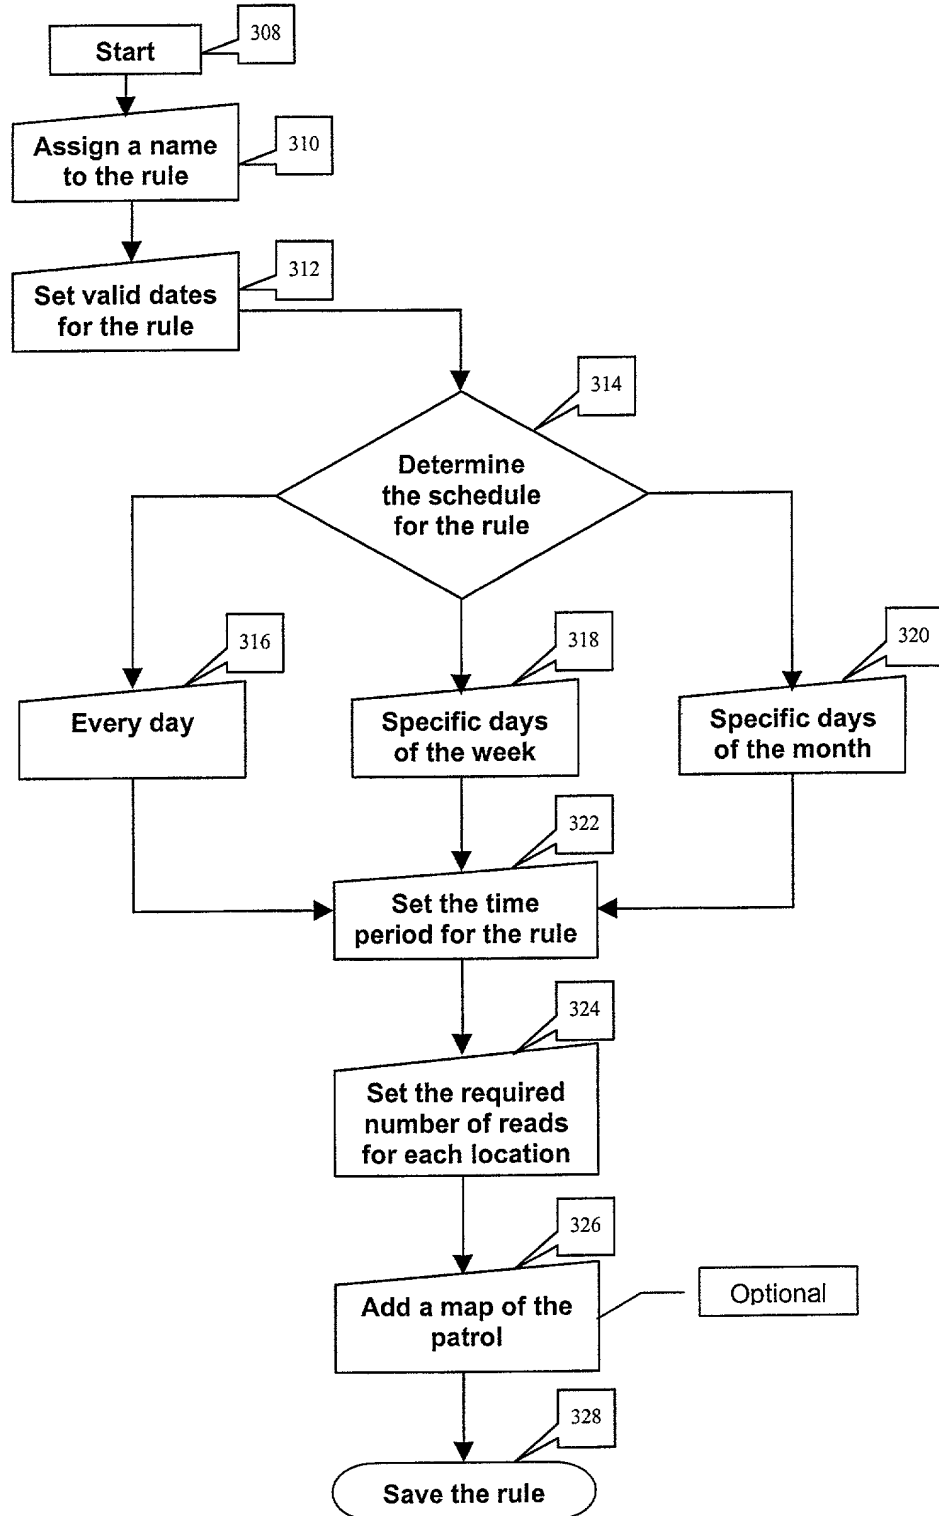 308
Start
310
Assign a name
to the rule
312
Set valid dates
for the rule
314
Determine
the schedule
for the rule
316
Every day
318
Specific days
of the week
320
Specific days
of the month
322
Set the time
period for the rule
324
Set the required
number of reads
for each location
326
Add a map of the
patrol
Optional
328
Save the rule